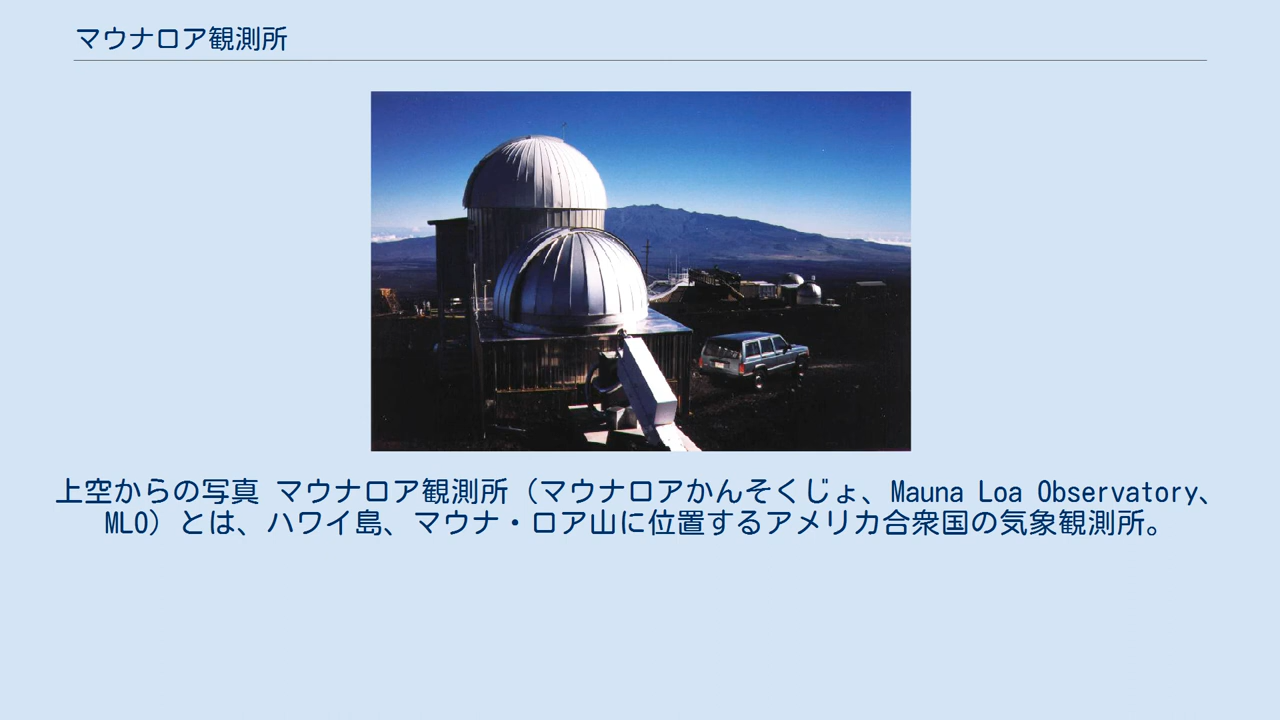 マウナロア観測所
上空からの写真 マウナロア観測所（マウナロアかんそくじょ、Mauna Loa Observatory、
MLO）とは、ハワイ島、マウナ・ロア山に位置するアメリカ合衆国の気象観測所。